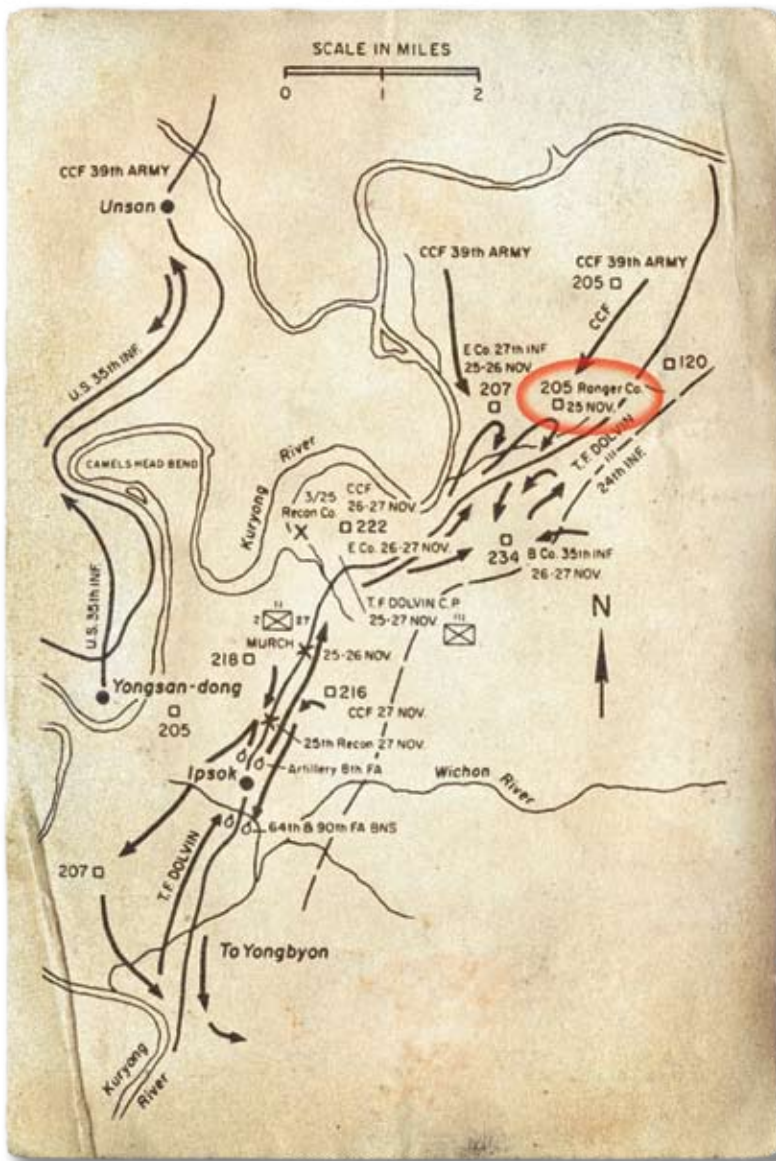 SCALE IN MILES
0 1 2
CCF 39th ARMY
Unsan
CCF 39th ARMY
CCF 39th ARMY
205
CCF
U.S. 35th INF.
E Co. 27th INF.
25-26 NOV.
207
205 Ranger Co.
25 NOV.
120
T.F. DOLVIN
III
24th INF.
CAMELS HEAD BEND
Kuryong River
3/25
Recon Co.
CCF
26-27 NOV.
222
E Co. 26-27 NOV.
234
B Co. 35th INF
26-27 NOV.
U.S. 35th INF.
T.F. DOLVIN C.P.
25-27 NOV.
III
II
2 27
MURCH
25-26 NOV.
N
218
216
CCF 27 NOV.
Yongsan-dong
205
25th Recon 27 NOV.
Artillery 8th FA
Ipsok
Wichon River
64th & 90th FA BNS
207
T.F. DOLVIN
To Yongbyon
Kuryong River